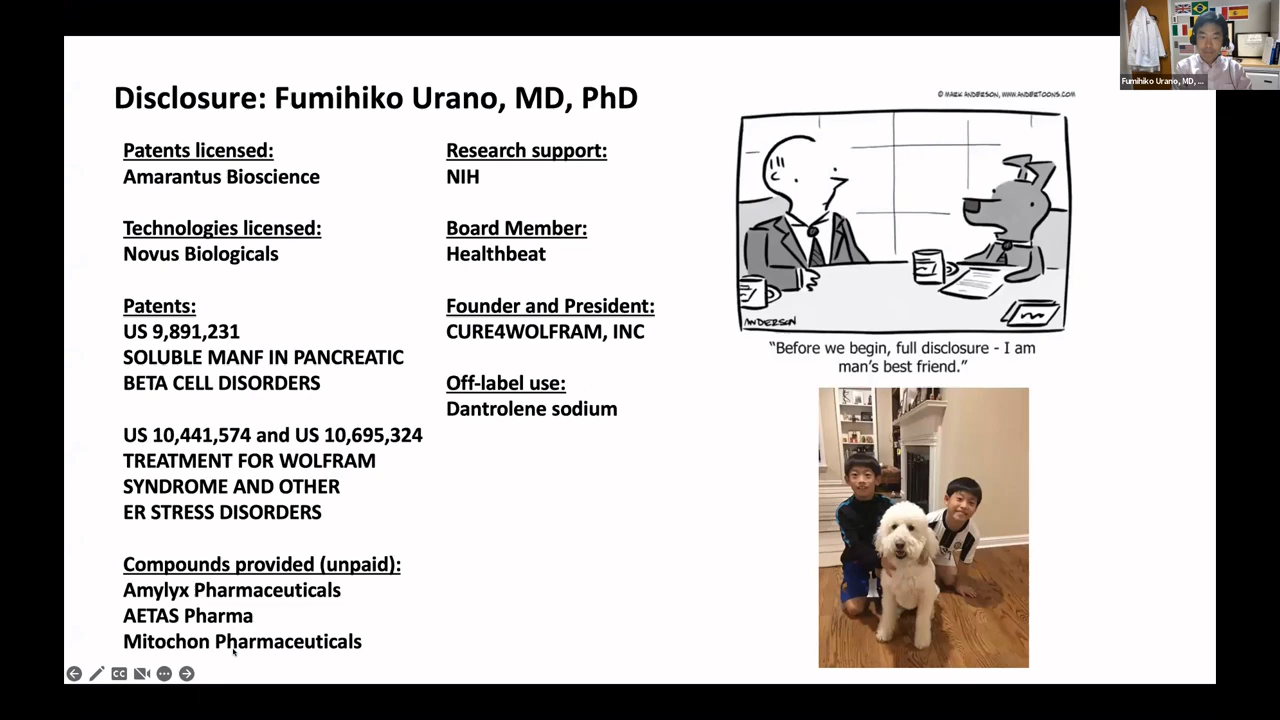 Disclosure: Fumihiko Urano, MD, PhD
Patents licensed:
Amarantus Bioscience
Technologies licensed:
Novus Biologicals
Patents:
US 9,891,231
SOLUBLE MANF IN PANCREATIC
BETA CELL DISORDERS
US 10,441,574 and US 10,695,324
TREATMENT FOR WOLFRAM
SYNDROME AND OTHER
ER STRESS DISORDERS
Compounds provided (unpaid):
Amylyx Pharmaceuticals
AETAS Pharma
Mitochon Pharmaceuticals
Research support:
NIH
Board Member:
Healthbeat
Founder and President:
CURE4WOLFRAM, INC
Off-label use:
Dantrolene sodium
© MARK ANDERSON, WWW.ANDERTOONS.COM
ANDERSON
“Before we begin, full disclosure - I am
man’s best friend.”
Fumihiko Urano, MD, ...
CC